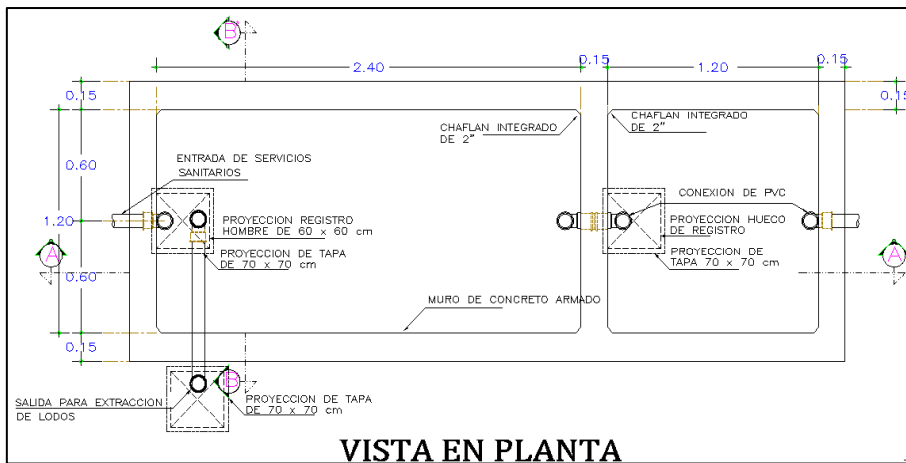 B'
2.40
0.15
1.20
0.15
0.15
0.15
CHAFLAN INTEGRADO
DE 2"
CHAFLAN INTEGRADO
DE 2"
0.60
ENTRADA DE SERVICIOS
SANITARIOS
CONEXION DE PVC
1.20
PROYECCION REGISTRO
HOMBRE DE 60 x 60 cm
PROYECCION HUECO
DE REGISTRO
A
PROYECCION DE TAPA
DE 70 x 70 cm
PROYECCION DE
TAPA 70 x 70 cm
A
0.60
MURO DE CONCRETO ARMADO
0.15
B
SALIDA PARA EXTRACCION
DE LODOS
PROYECCION DE TAPA
DE 70 x 70 cm
VISTA EN PLANTA